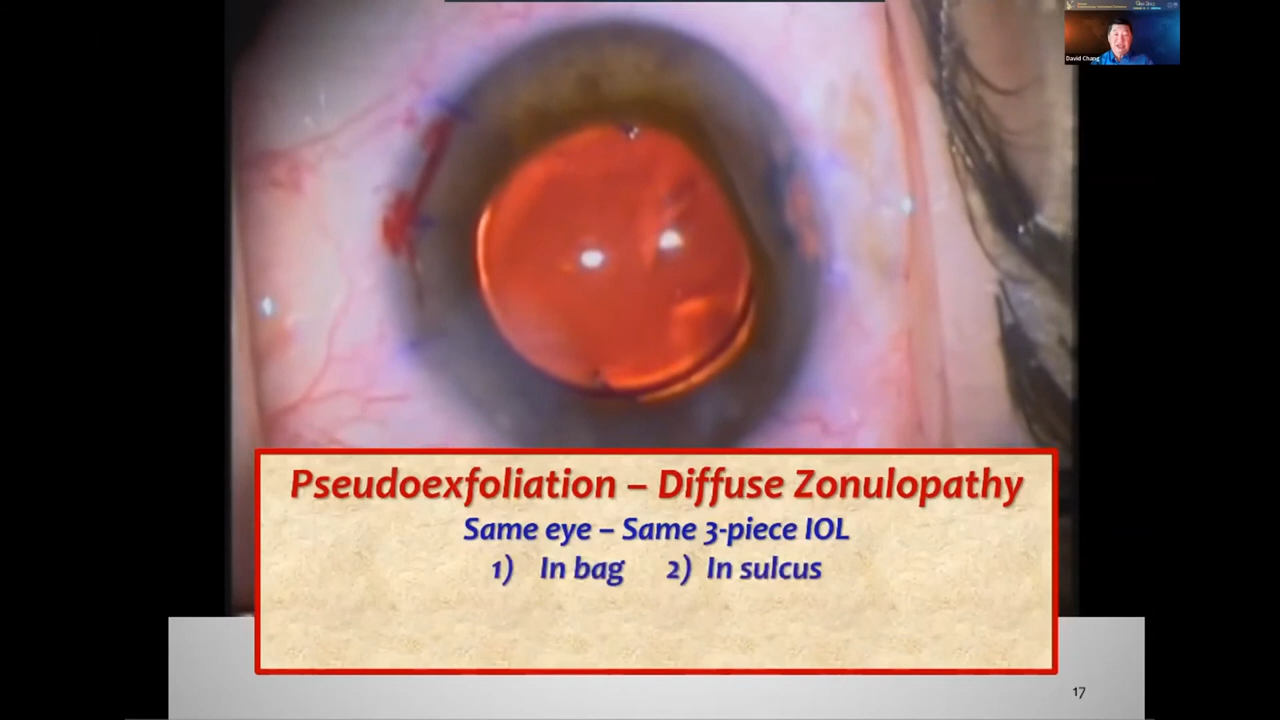 David Chang
Pseudoexfoliation – Diffuse Zonulopathy
Same eye – Same 3-piece IOL
1) In bag 2) In sulcus
17